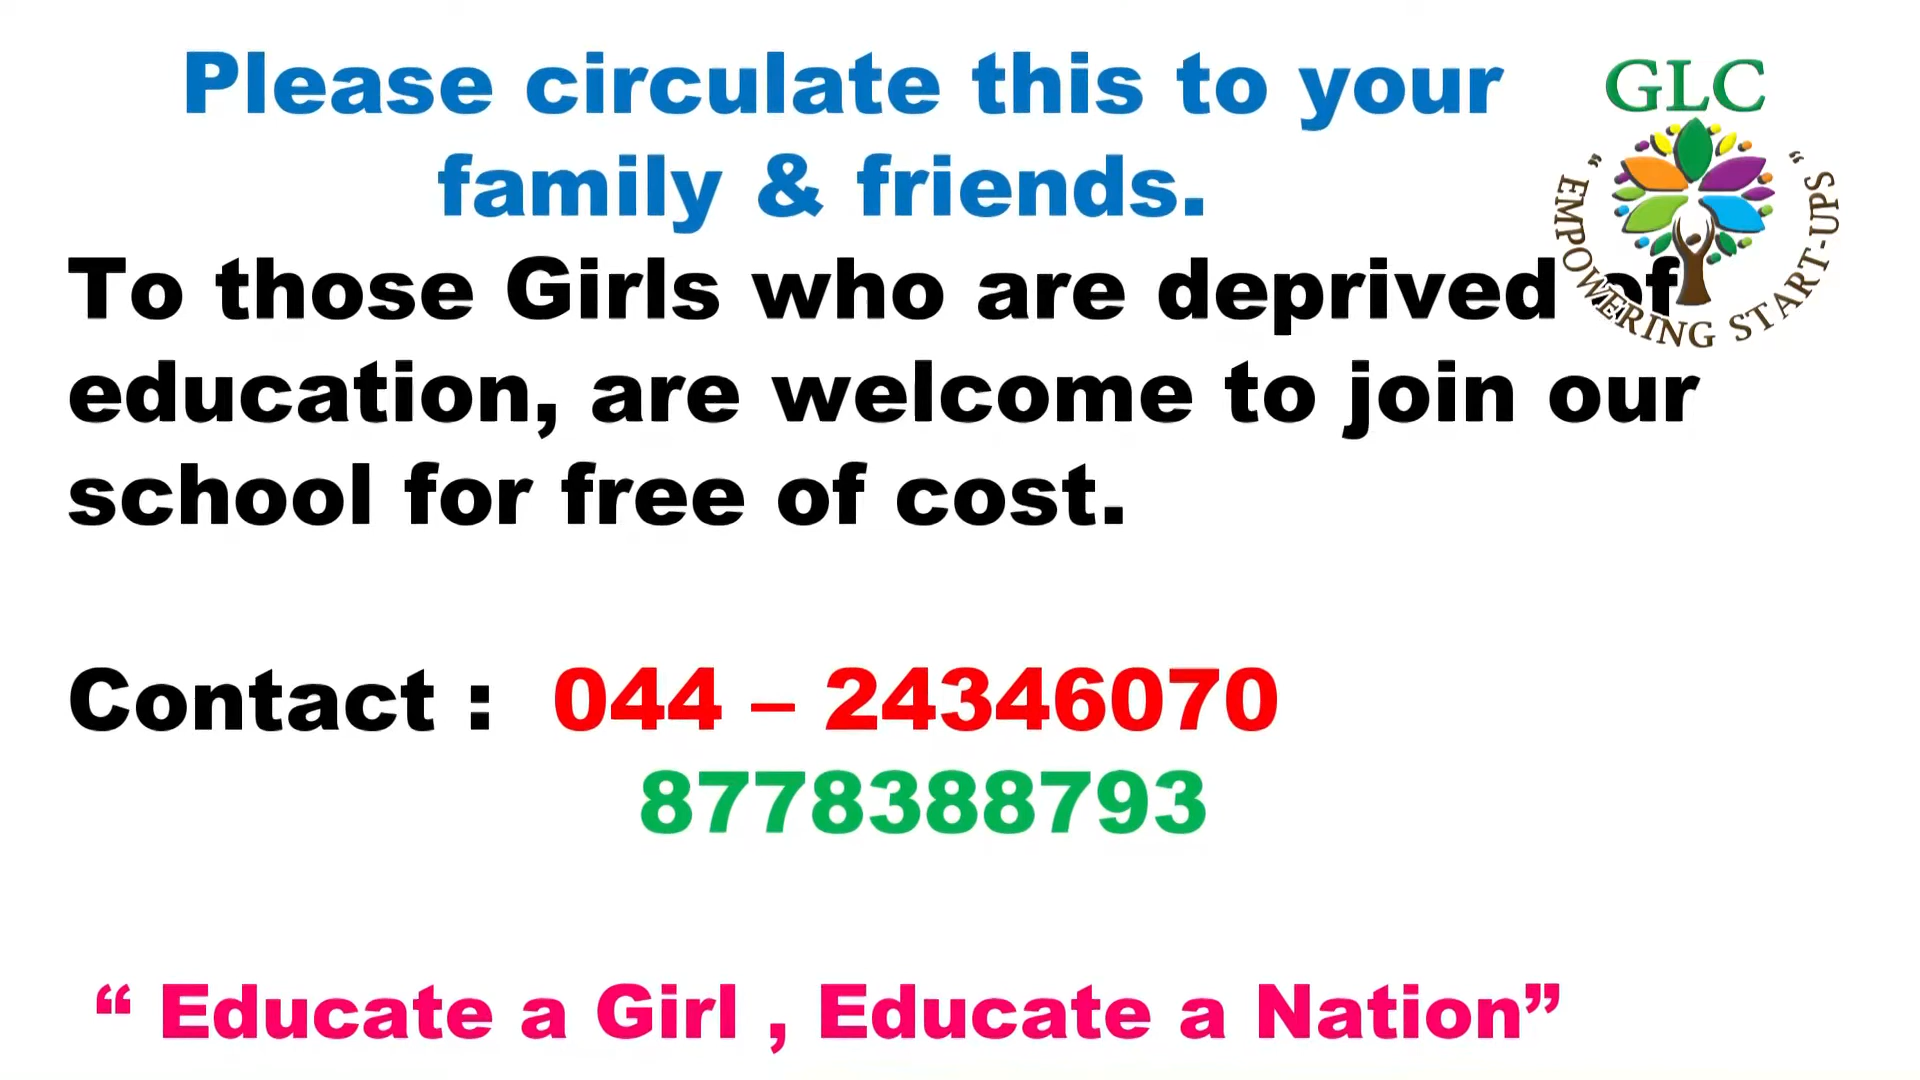 Please circulate this to your
family & friends.
To those Girls who are deprived of
education, are welcome to join our
school for free of cost.
Contact : 044 – 24346070
8778388793
“ Educate a Girl , Educate a Nation”
GLC
“ EMPOWERING START-UPS “